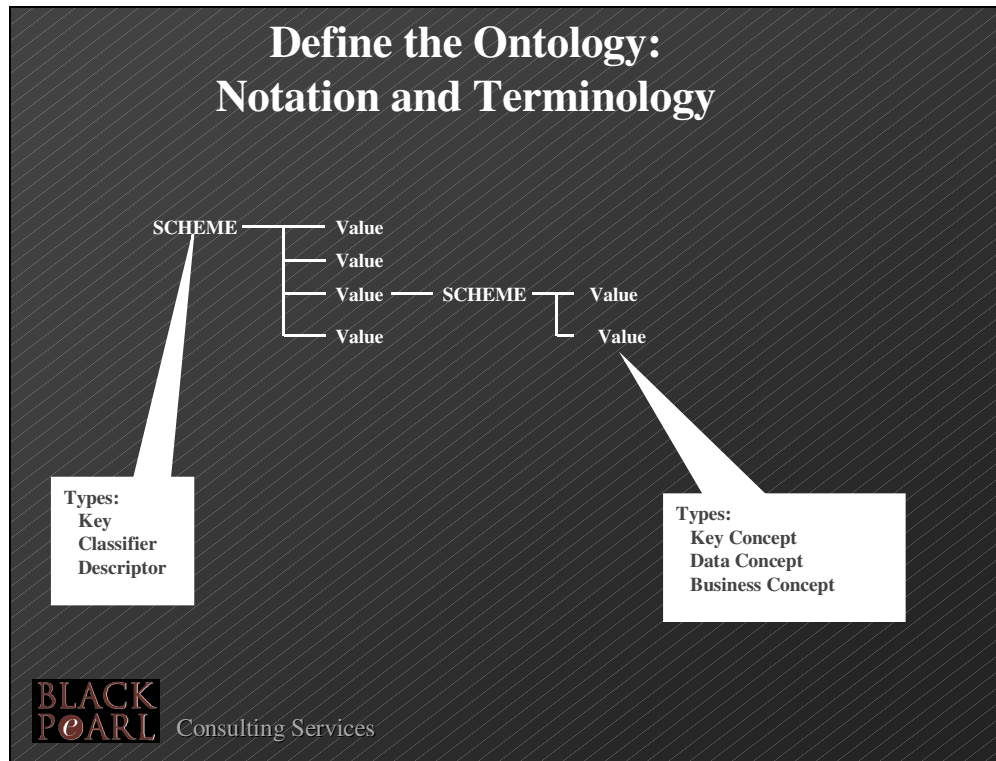 Define the Ontology:
Notation and Terminology
SCHEME Value
Value
Value SCHEME Value
Value Value
Types:
Key
Classifier
Descriptor
Types:
Key Concept
Data Concept
Business Concept
BLACK
PeARL Consulting Services